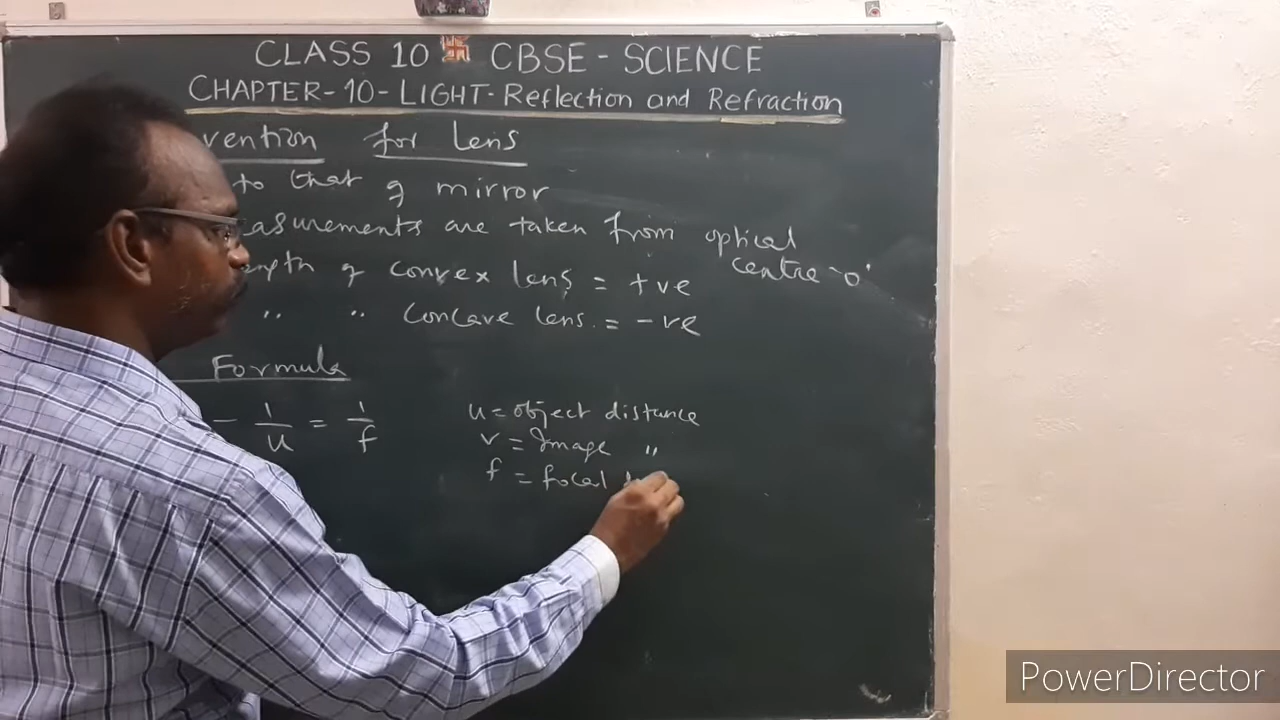 CLASS 10 CBSE - SCIENCE
CHAPTER-10-LIGHT-Reflection and Refraction
vention for Lens
to that of mirror
asurements are taken from optical
centre 'O'
ength of convex lens = +ve
" " Concave lens = -ve
Formula
- 1/u = 1/f
u = object distance
v = Image "
f = focal
PowerDirector